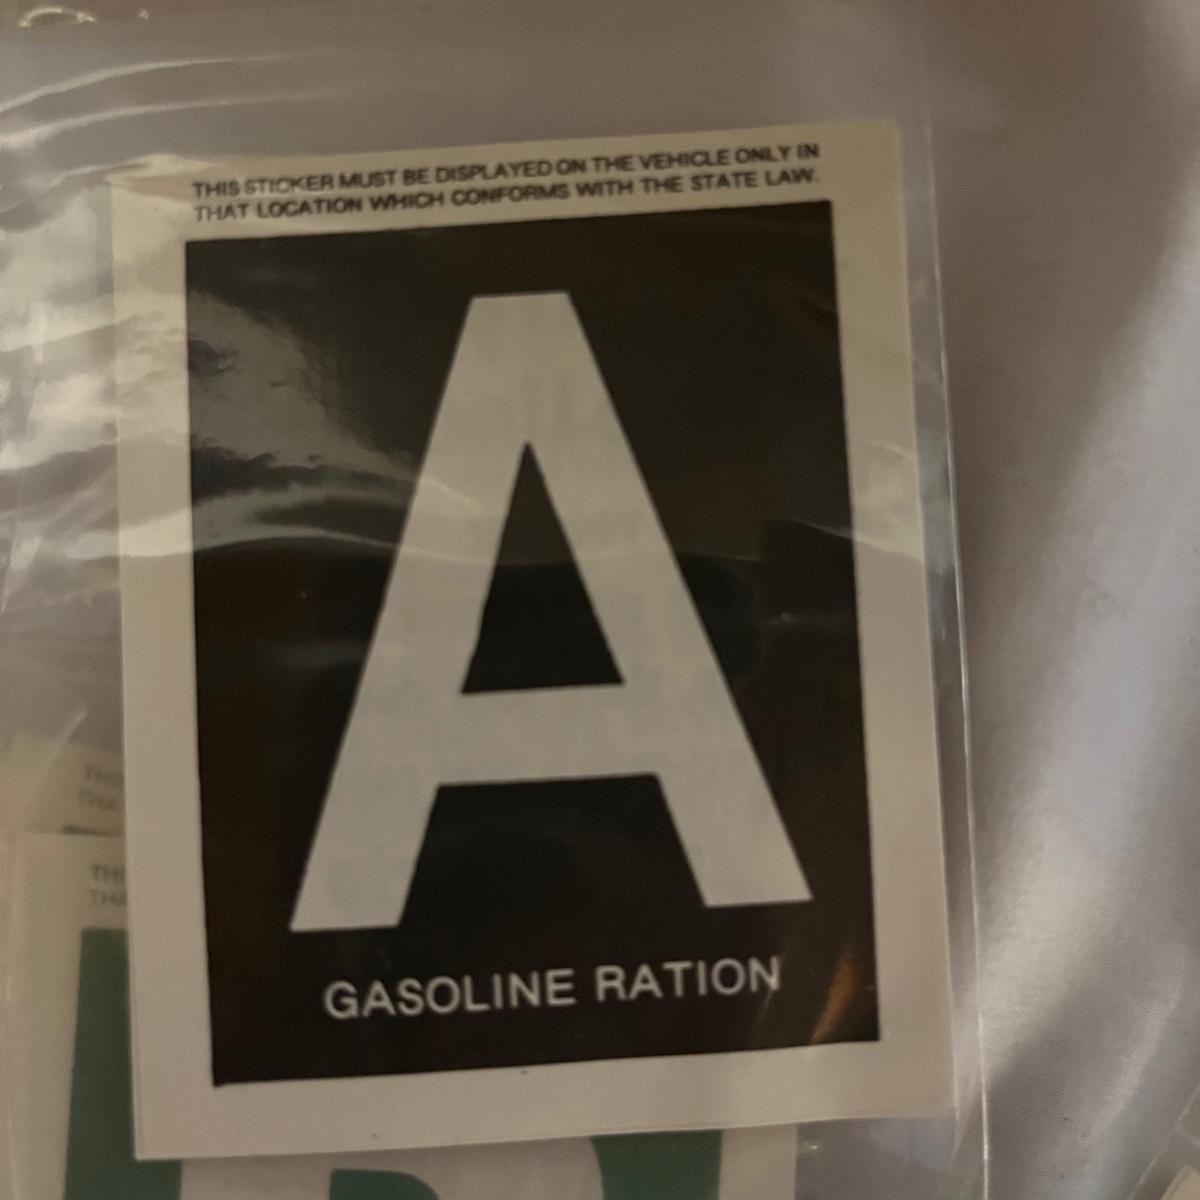 THIS STICKER MUST BE DISPLAYED ON THE VEHICLE ONLY IN
THAT LOCATION WHICH CONFORMS WITH THE STATE LAW.
A
GASOLINE RATION